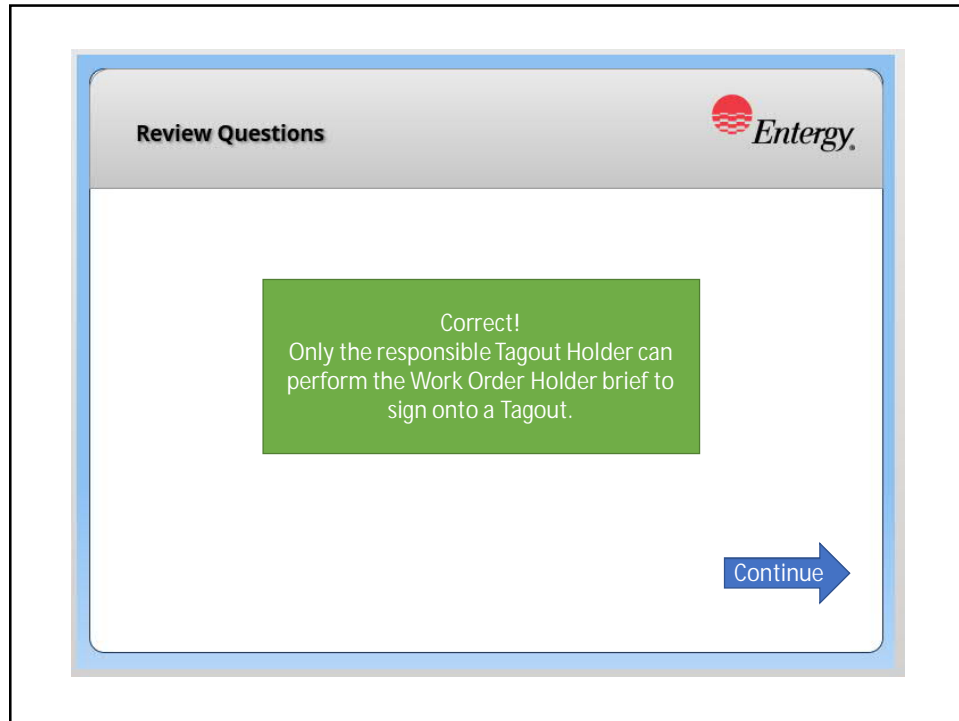 Review Questions
Entergy®
Correct!
Only the responsible Tagout Holder can
perform the Work Order Holder brief to
sign onto a Tagout.
Continue